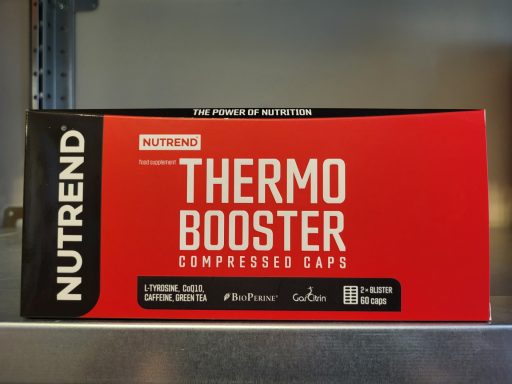 THE POWER OF NUTRITION
NUTREND®
NUTREND®
food supplement
THERMO
BOOSTER
COMPRESSED CAPS
L-TYROSINE, CoQ10,
CAFFEINE, GREEN TEA
BIOPERINE®
GarCitrin
2× BLISTER
60 caps